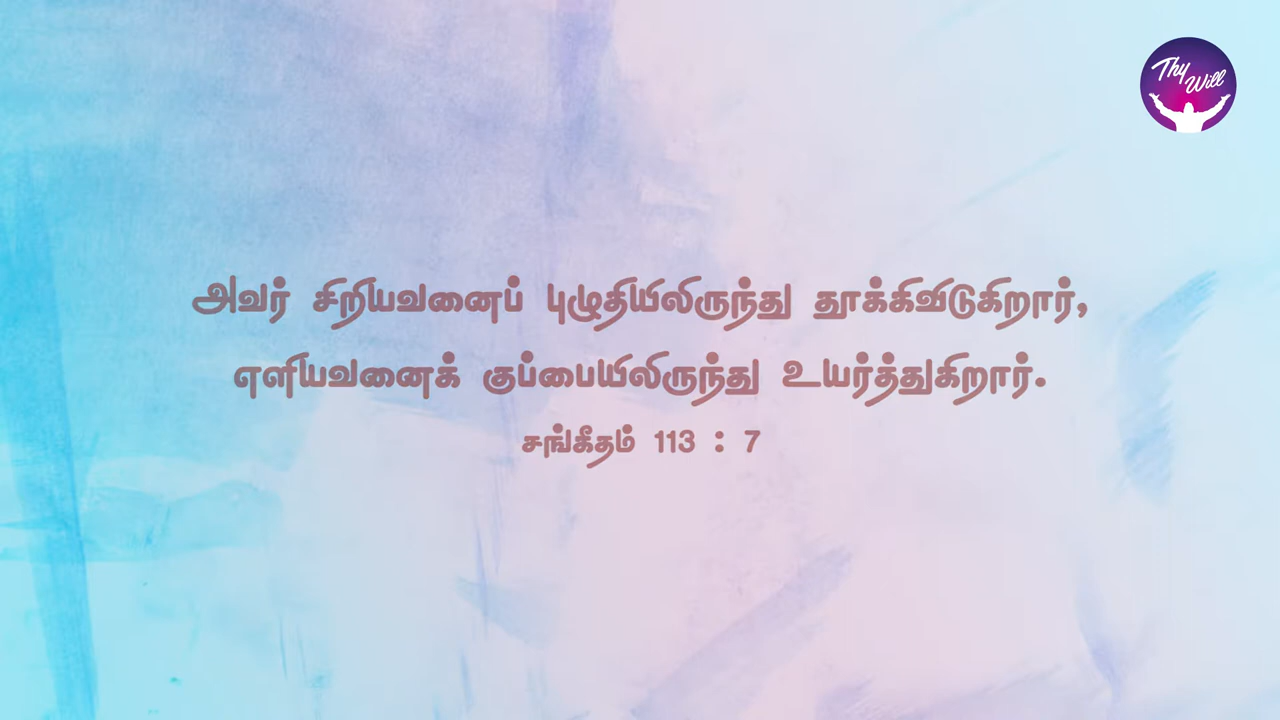 Thy
Will
அவர் சிறியவனைப் புழுதியிலிருந்து தூக்கிவிடுகிறார்,
எளியவனைக் குப்பையிலிருந்து உயர்த்துகிறார்.
சங்கீதம் 113 : 7